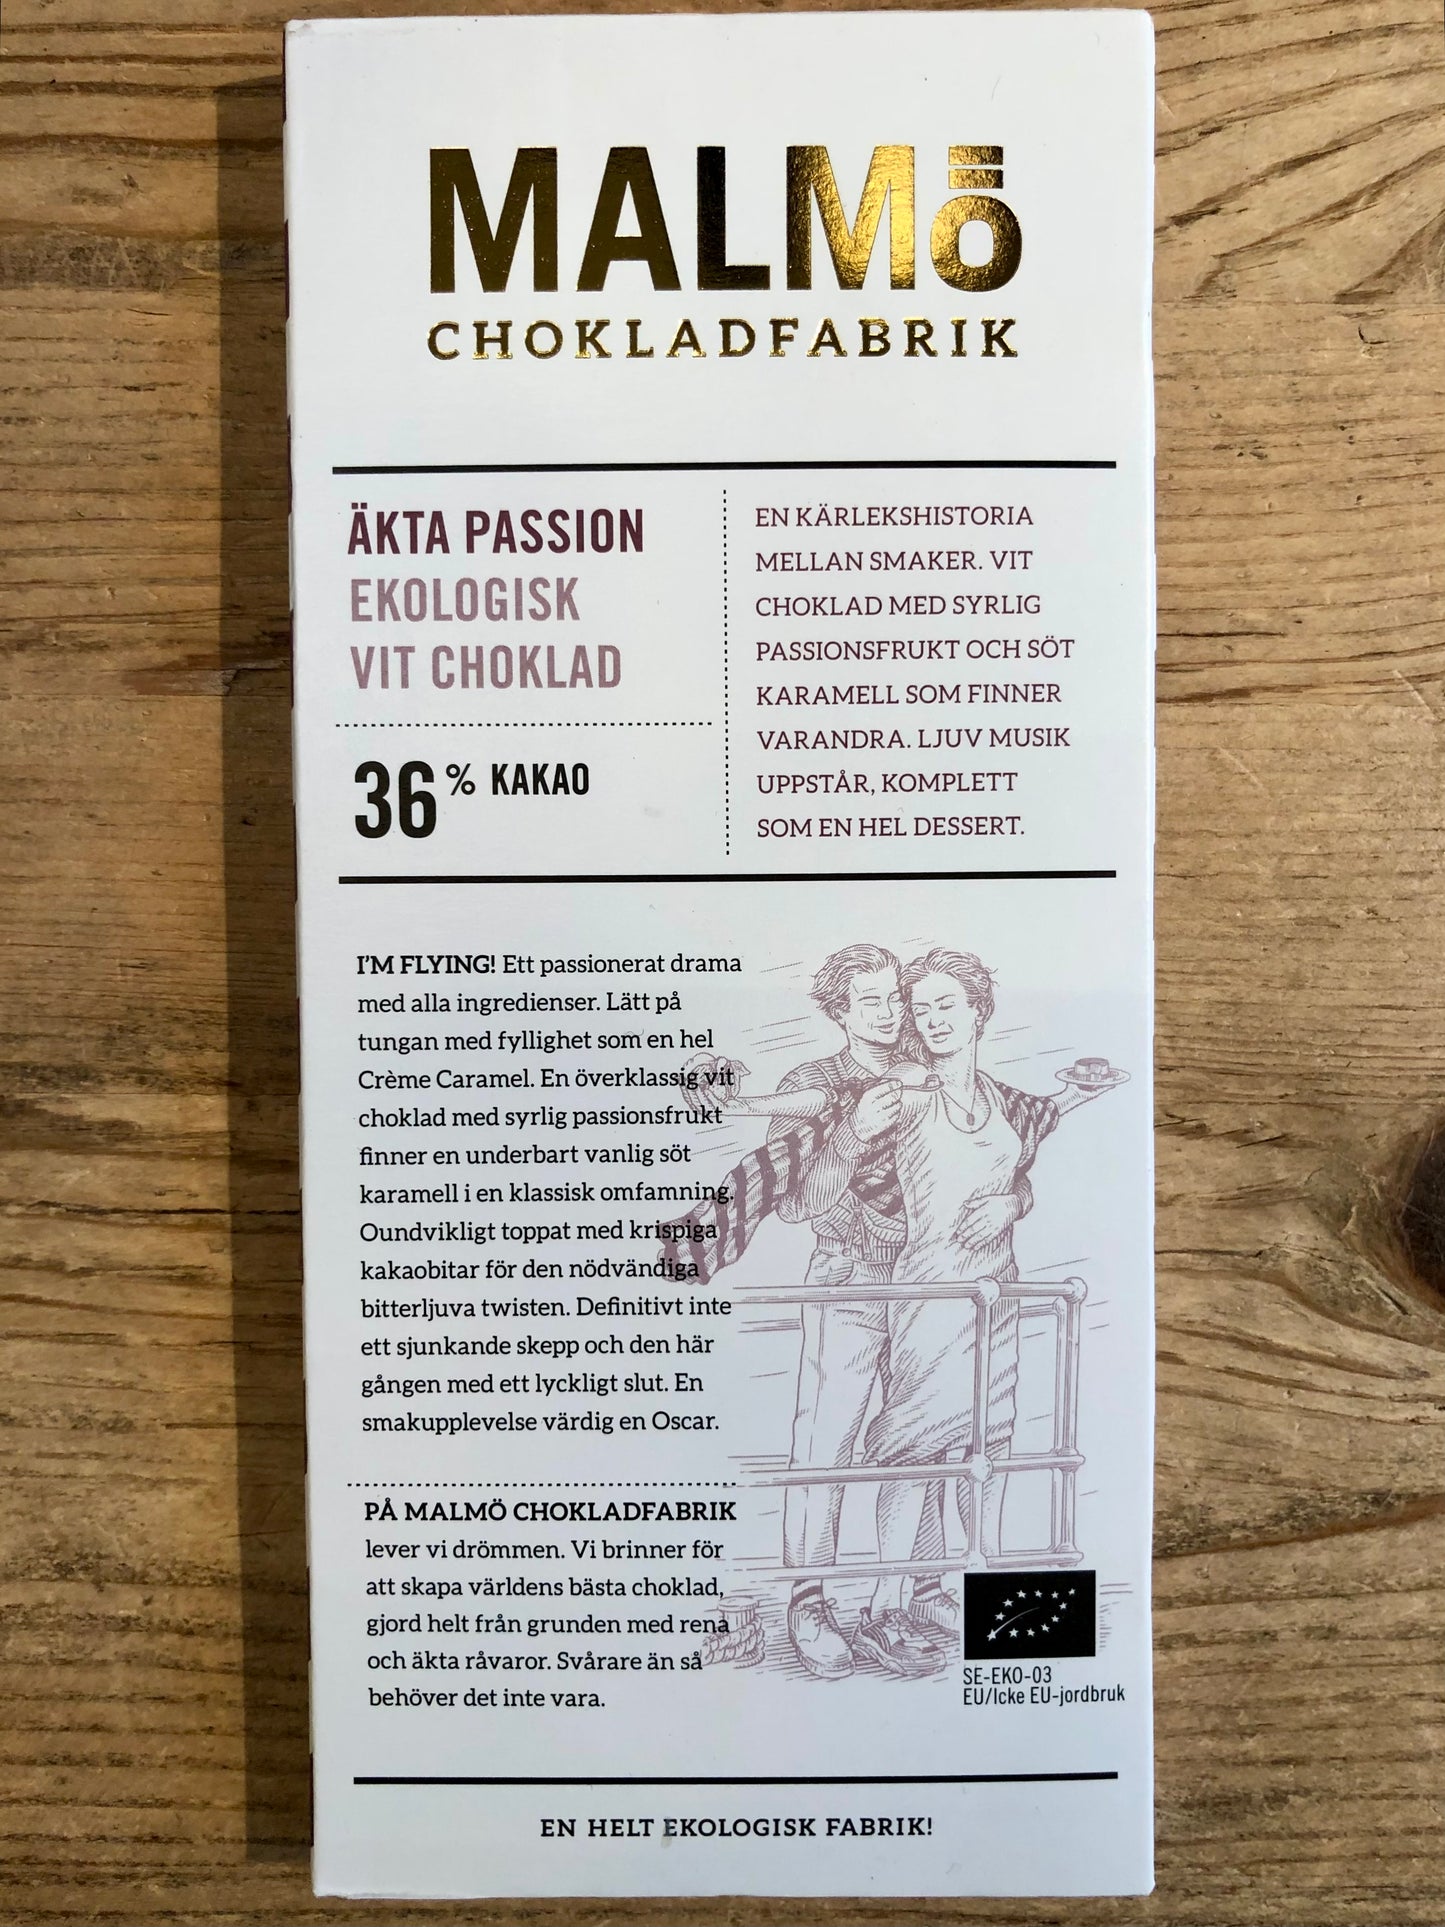 MALMÖ
CHOKLADFABRIK
ÄKTA PASSION
EKOLOGISK
VIT CHOKLAD
36% KAKAO
EN KÄRLEKSHISTORIA
MELLAN SMAKER. VIT
CHOKLAD MED SYRLIG
PASSIONSFRUKT OCH SÖT
KARAMELL SOM FINNER
VARANDRA. LJUV MUSIK
UPPSTÅR, KOMPLETT
SOM EN HEL DESSERT.
I'M FLYING! Ett passionerat drama
med alla ingredienser. Lätt på
tungan med fyllighet som en hel
Crème Caramel. En överklassig vit
choklad med syrlig passionsfrukt
finner en underbart vanlig söt
karamell i en klassisk omfamning.
Oundvikligt toppat med krispiga
kakaobitar för den nödvändiga
bitterljuva twisten. Definitivt inte
ett sjunkande skepp och den här
gången med ett lyckligt slut. En
smakupplevelse värdig en Oscar.
PÅ MALMÖ CHOKLADFABRIK
lever vi drömmen. Vi brinner för
att skapa världens bästa choklad,
gjord helt från grunden med rena
och äkta råvaror. Svårare än så
behöver det inte vara.
SE-EKO-03
EU/Icke EU-jordbruk
EN HELT EKOLOGISK FABRIK!